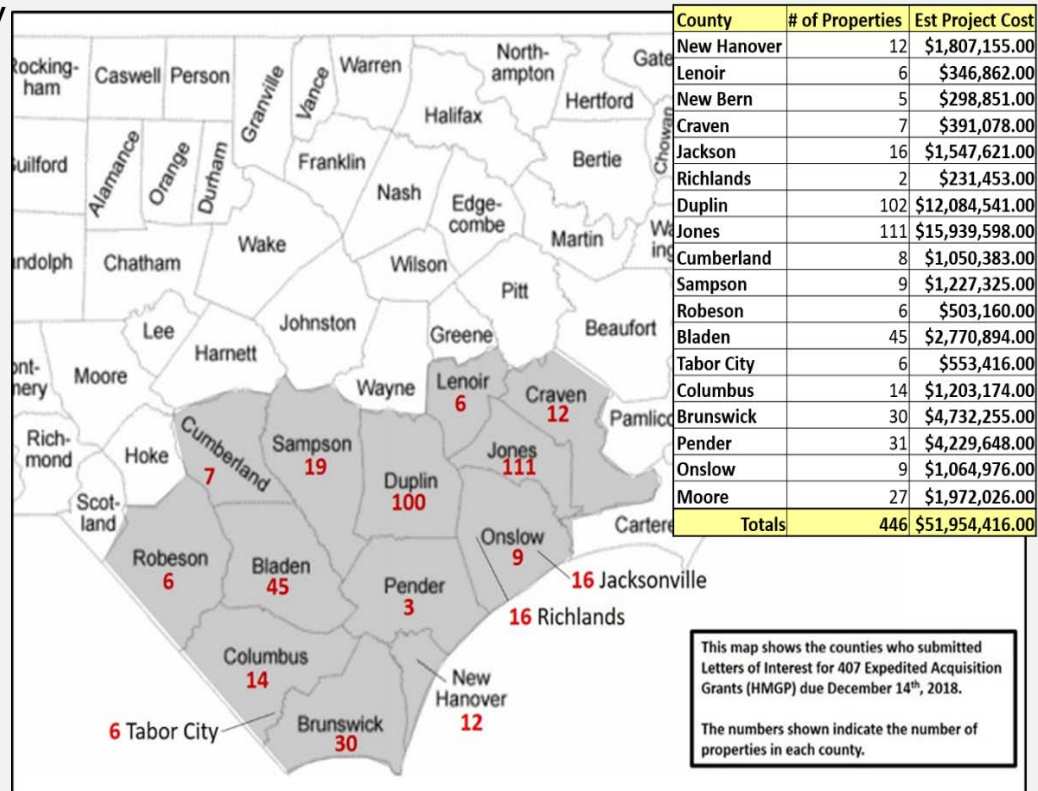 County # of Properties Est Project Cost
New Hanover 12 $1,807,155.00
Lenoir 6 $346,862.00
New Bern 5 $298,851.00
Craven 7 $391,078.00
Jackson 16 $1,547,621.00
Richlands 2 $231,453.00
Duplin 102 $12,084,541.00
Jones 111 $15,939,598.00
Cumberland 8 $1,050,383.00
Sampson 9 $1,227,325.00
Robeson 6 $503,160.00
Bladen 45 $2,770,894.00
Tabor City 6 $553,416.00
Columbus 14 $1,203,174.00
Brunswick 30 $4,732,255.00
Pender 31 $4,229,648.00
Onslow 9 $1,064,976.00
Moore 27 $1,972,026.00
Totals 446 $51,954,416.00
Rocking-
ham
Caswell
Person
Granville
Vance
Warren
North-
ampton
Gate
Halifax
Hertford
Chowan
Bertie
uilford
Alamance
Orange
Durham
Franklin
Nash
Edge-
combe
Martin
Wa
ing
ndolph
Chatham
Wake
Wilson
Pitt
Beaufort
Lee
Johnston
Greene
Harnett
ont-
nery
Moore
Wayne
Lenoir
6
Craven
12
Pamlico
Rich-
mond
Hoke
Cumberland
7
Sampson
19
Duplin
100
Jones
111
Scot-
land
Cartere
Onslow
9
Robeson
6
Bladen
45
Pender
3
16 Jacksonville
16 Richlands
Columbus
14
New
Hanover
12
6 Tabor City
Brunswick
30
This map shows the counties who submitted
Letters of Interest for 407 Expedited Acquisition
Grants (HMGP) due December 14th, 2018.
The numbers shown indicate the number of
properties in each county.